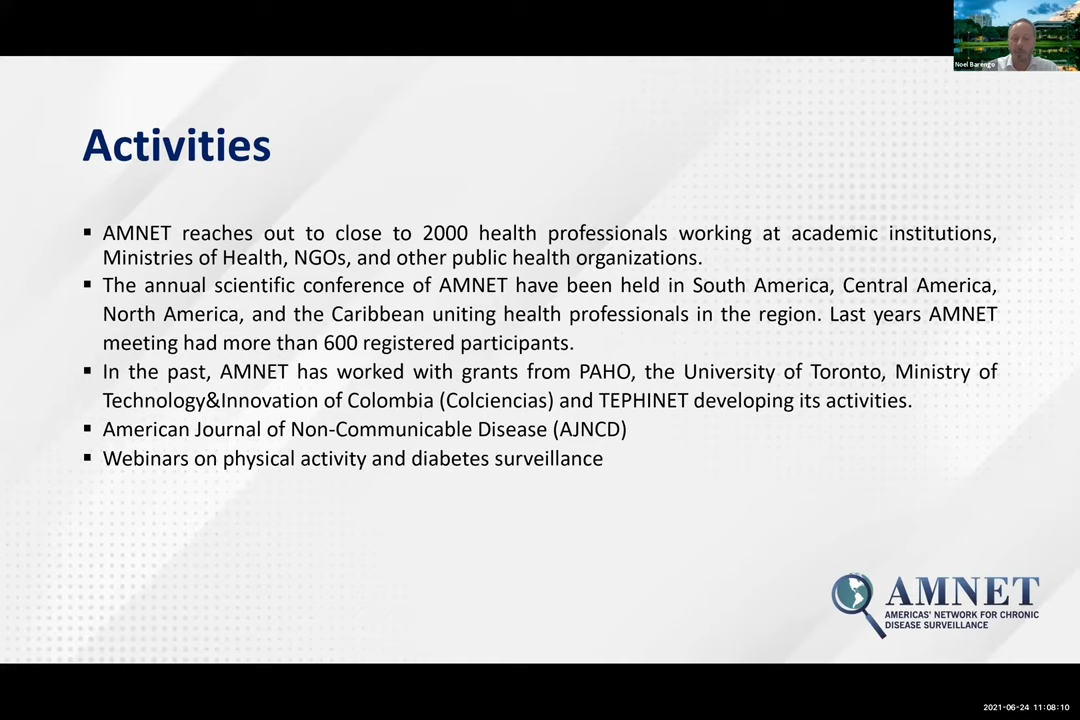 Noel Barengo
Activities
▪ AMNET reaches out to close to 2000 health professionals working at academic institutions,
Ministries of Health, NGOs, and other public health organizations.
▪ The annual scientific conference of AMNET have been held in South America, Central America,
North America, and the Caribbean uniting health professionals in the region. Last years AMNET
meeting had more than 600 registered participants.
▪ In the past, AMNET has worked with grants from PAHO, the University of Toronto, Ministry of
Technology&Innovation of Colombia (Colciencias) and TEPHINET developing its activities.
▪ American Journal of Non-Communicable Disease (AJNCD)
▪ Webinars on physical activity and diabetes surveillance
AMNET
AMERICAS' NETWORK FOR CHRONIC
DISEASE SURVEILLANCE
2021-06-24 11:08:10